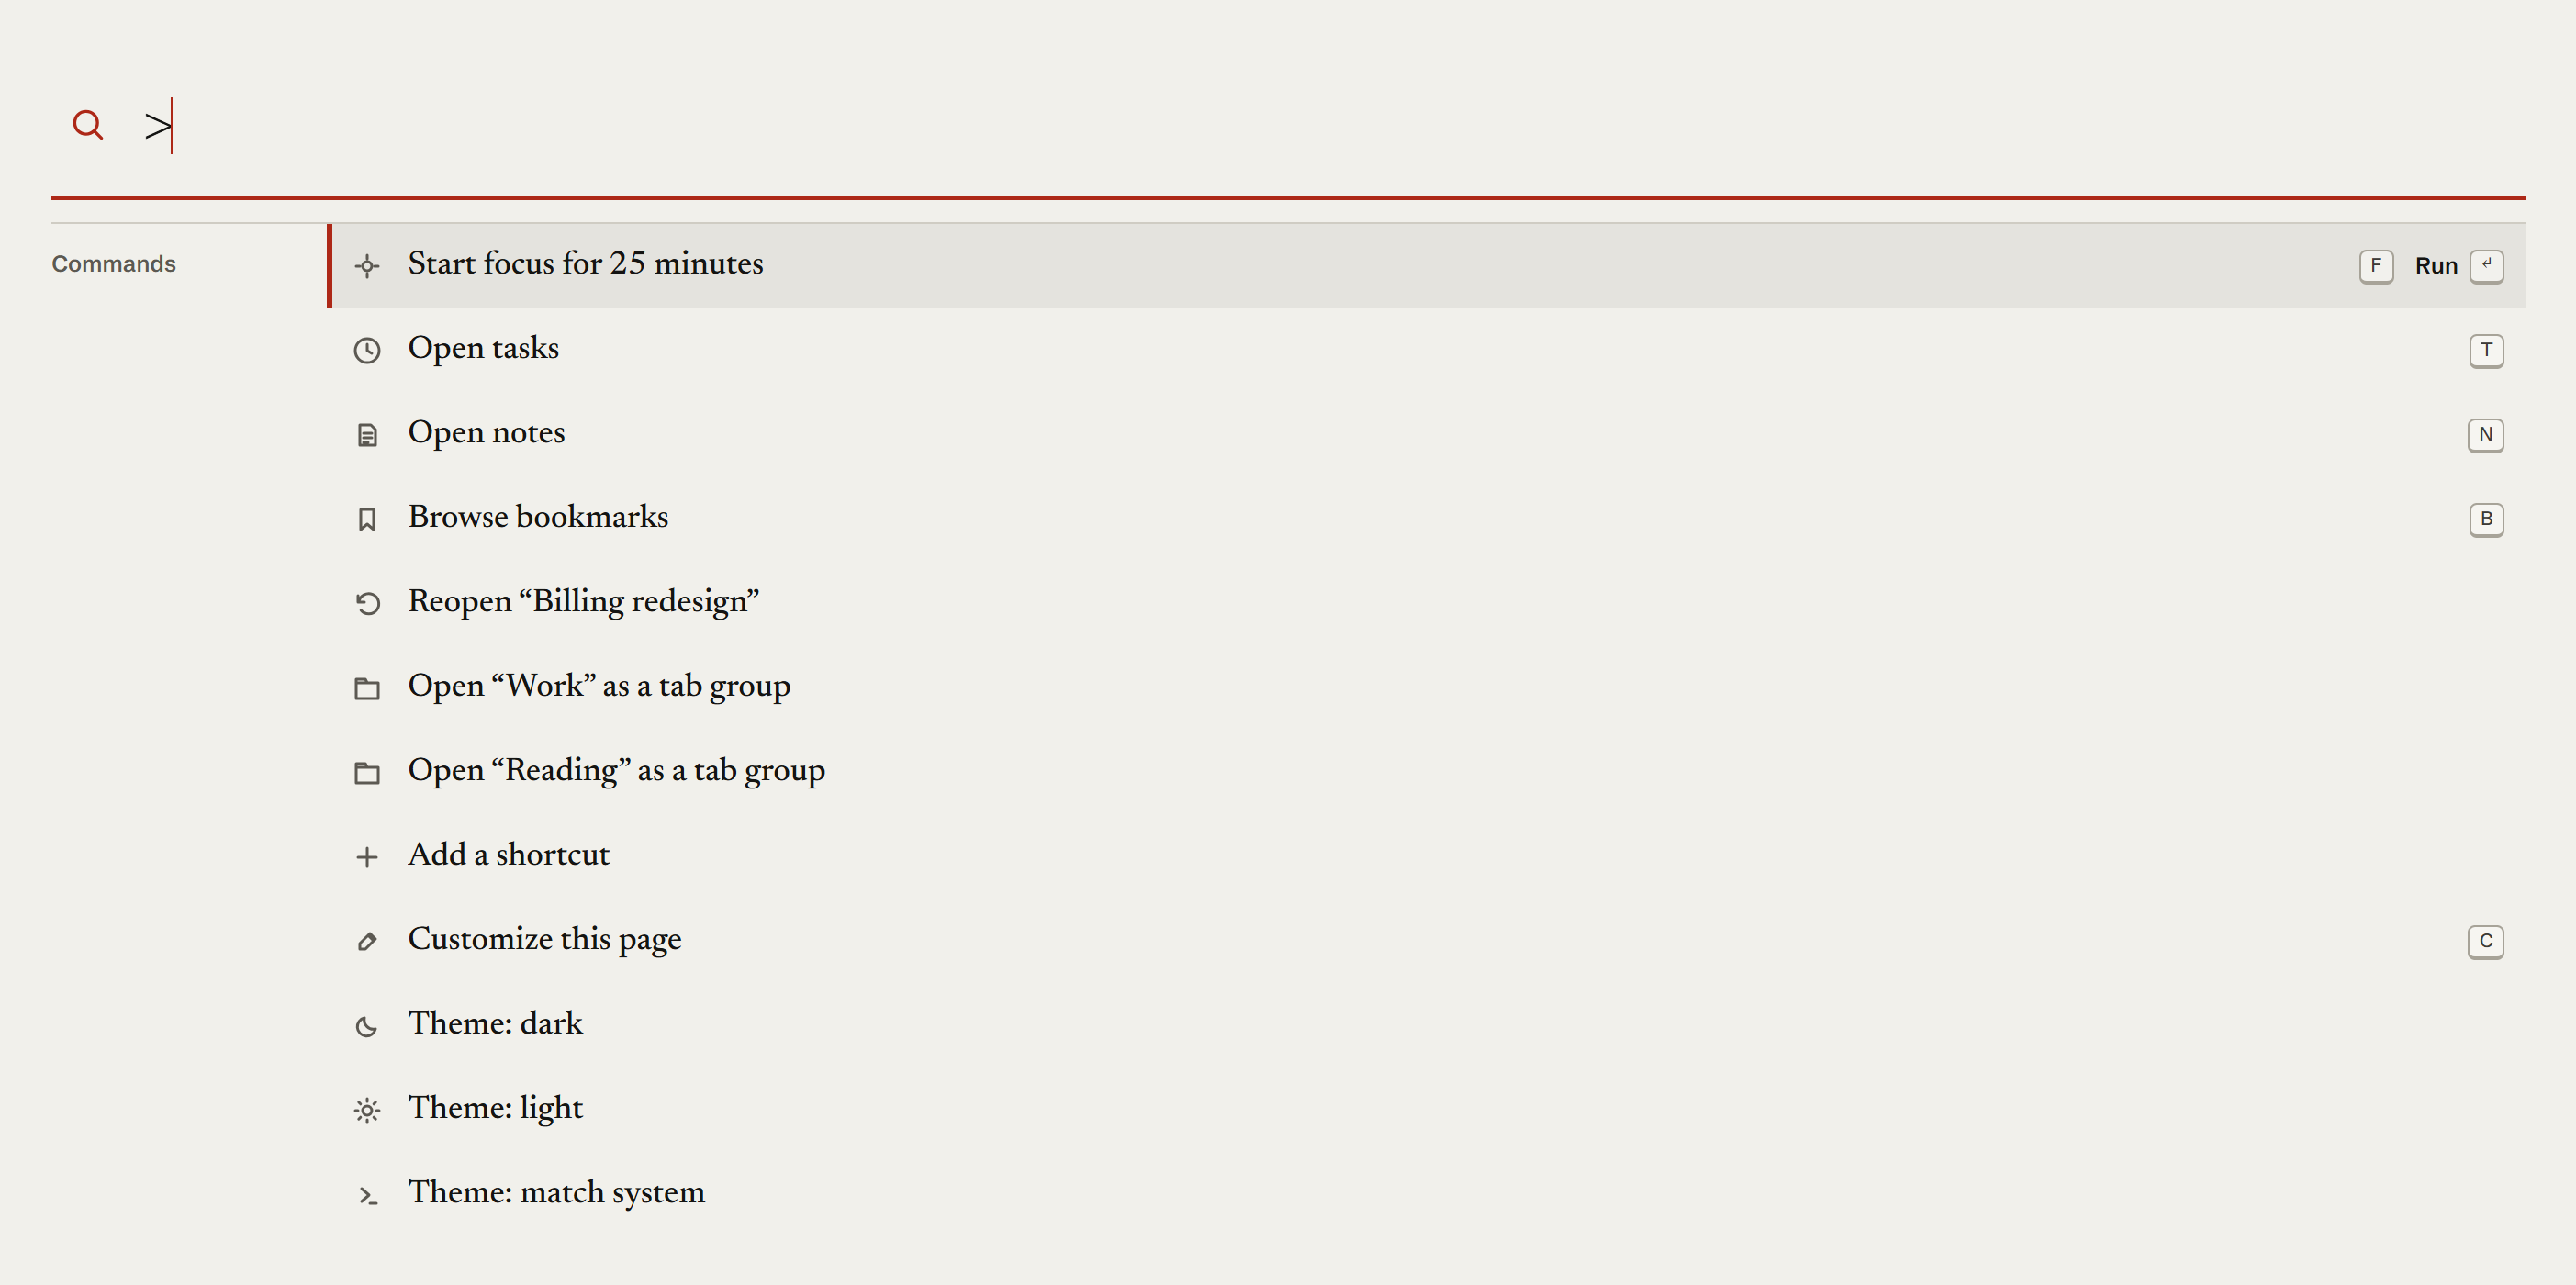 >
Commands
Start focus for 25 minutes F Run ↵
Open tasks T
Open notes N
Browse bookmarks B
Reopen “Billing redesign”
Open “Work” as a tab group
Open “Reading” as a tab group
Add a shortcut
Customize this page C
Theme: dark
Theme: light
Theme: match system